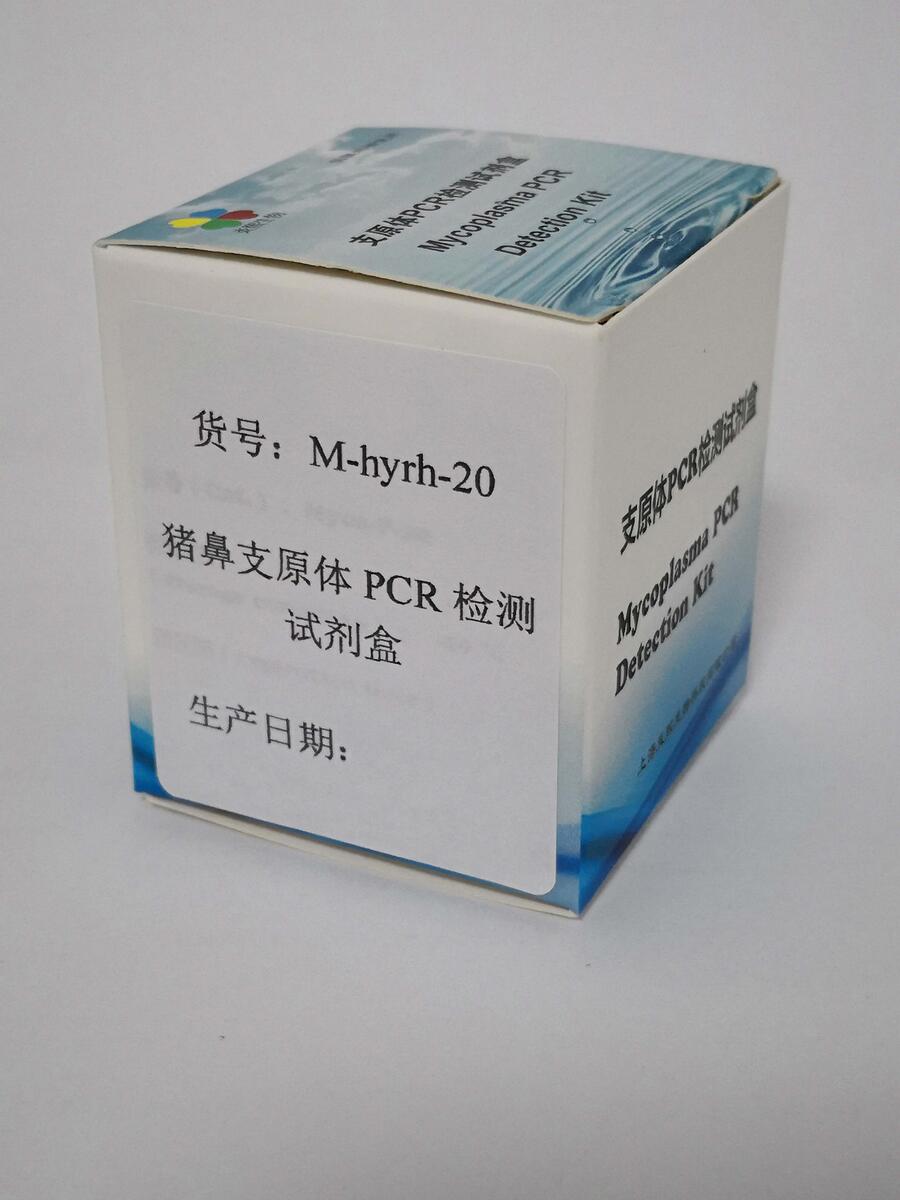 支原体PCR检测试剂盒
Mycoplasma PCR
Detection Kit
货号：M-hyrh-20
猪鼻支原体 PCR 检测
试剂盒
生产日期：
支原体PCR检测试剂盒
Mycoplasma PCR
Detection Kit